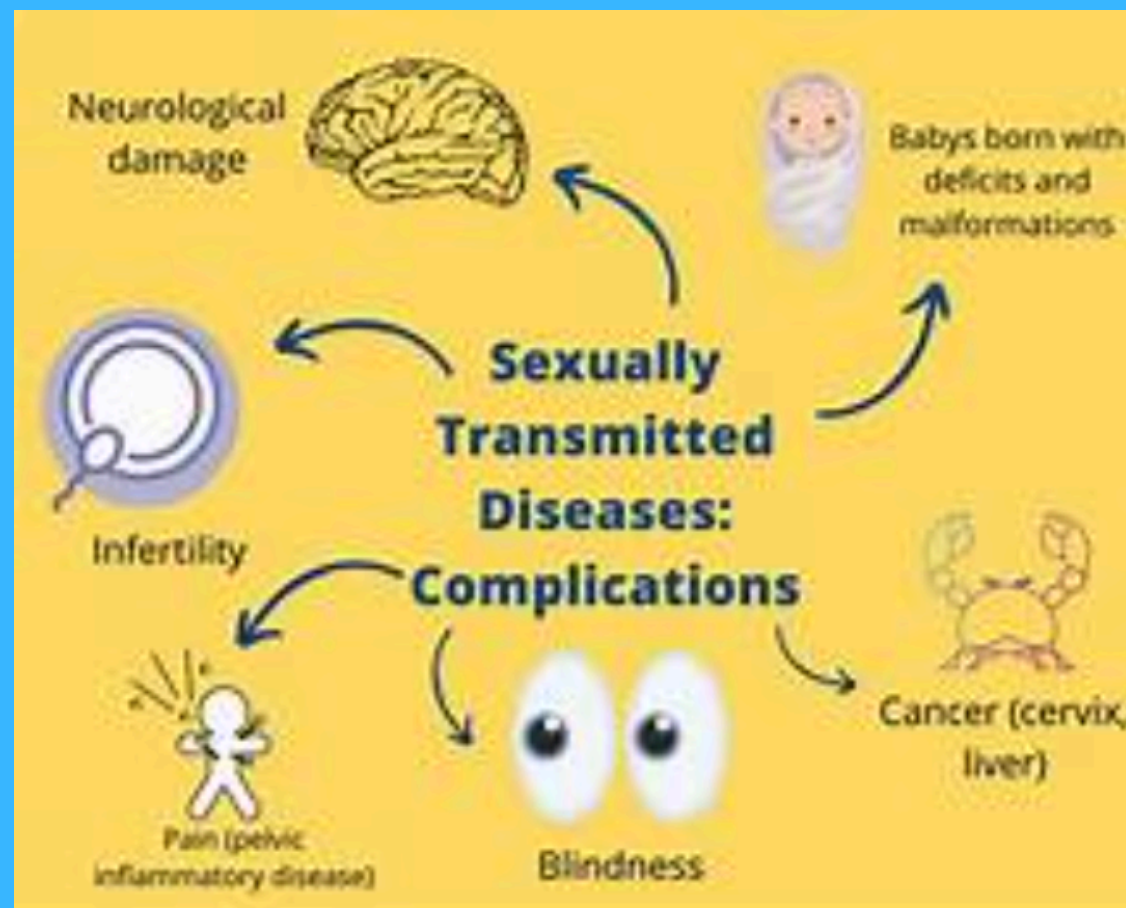 Neurological
damage
Babys born with
deficits and
malformations
Sexually
Transmitted
Diseases:
Complications
Infertility
Cancer (cervix,
liver)
Pain (pelvic
inflammatory disease)
Blindness